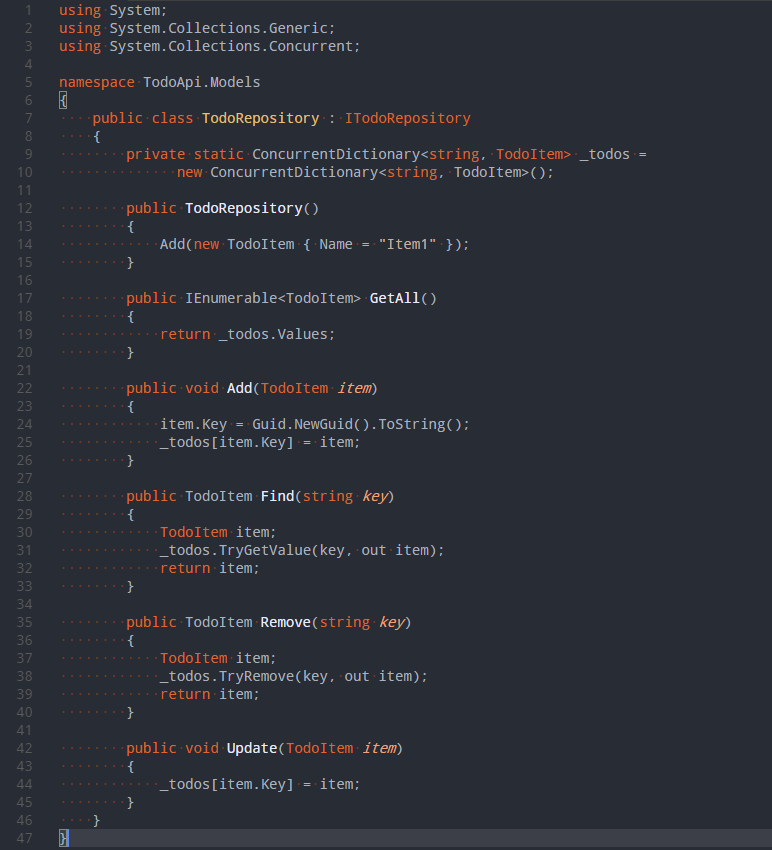 1 using System;
2 using System.Collections.Generic;
3 using System.Collections.Concurrent;
4
5 namespace TodoApi.Models
6 {
7     public class TodoRepository : ITodoRepository
8     {
9         private static ConcurrentDictionary<string, TodoItem> _todos =
10               new ConcurrentDictionary<string, TodoItem>();
11
12         public TodoRepository()
13         {
14             Add(new TodoItem { Name = "Item1" });
15         }
16
17         public IEnumerable<TodoItem> GetAll()
18         {
19             return _todos.Values;
20         }
21
22         public void Add(TodoItem item)
23         {
24             item.Key = Guid.NewGuid().ToString();
25             _todos[item.Key] = item;
26         }
27
28         public TodoItem Find(string key)
29         {
30             TodoItem item;
31             _todos.TryGetValue(key, out item);
32             return item;
33         }
34
35         public TodoItem Remove(string key)
36         {
37             TodoItem item;
38             _todos.TryRemove(key, out item);
39             return item;
40         }
41
42         public void Update(TodoItem item)
43         {
44             _todos[item.Key] = item;
45         }
46     }
47 }